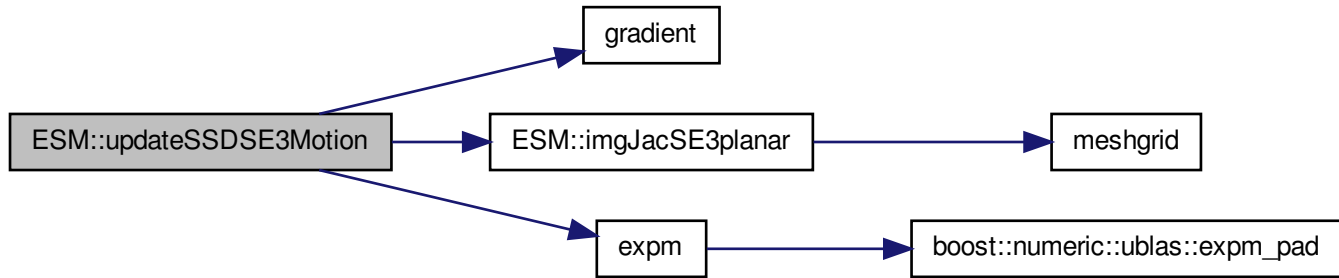 gradient
ESM::updateSSDSE3Motion
ESM::imgJacSE3planar
meshgrid
expm
boost::numeric::ublas::expm_pad